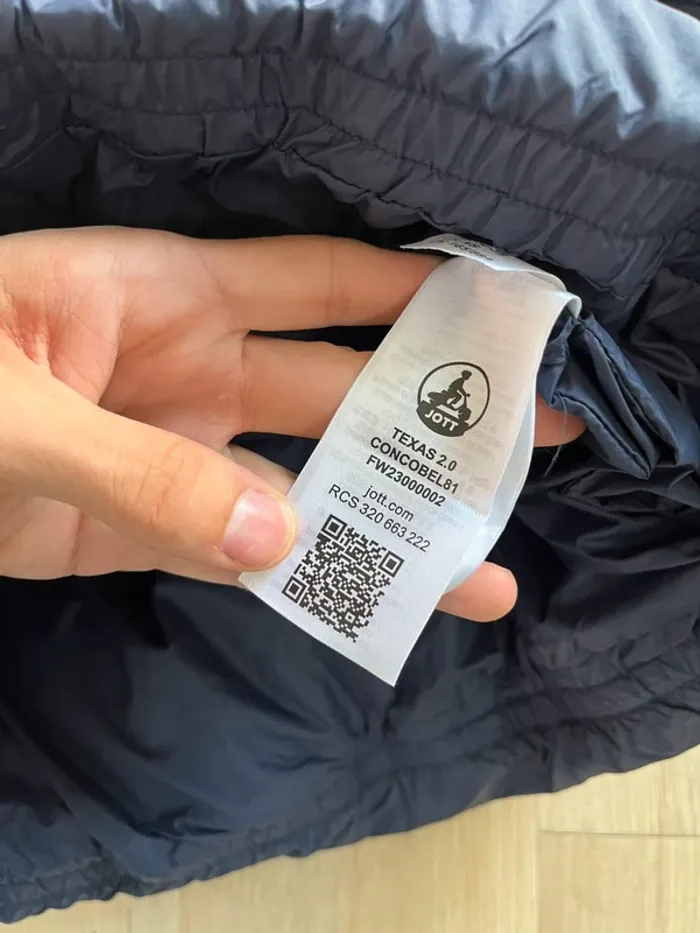 JOTT
TEXAS 2.0
CONCOBEL81
FW23000002
jott.com
RCS 320 663 222